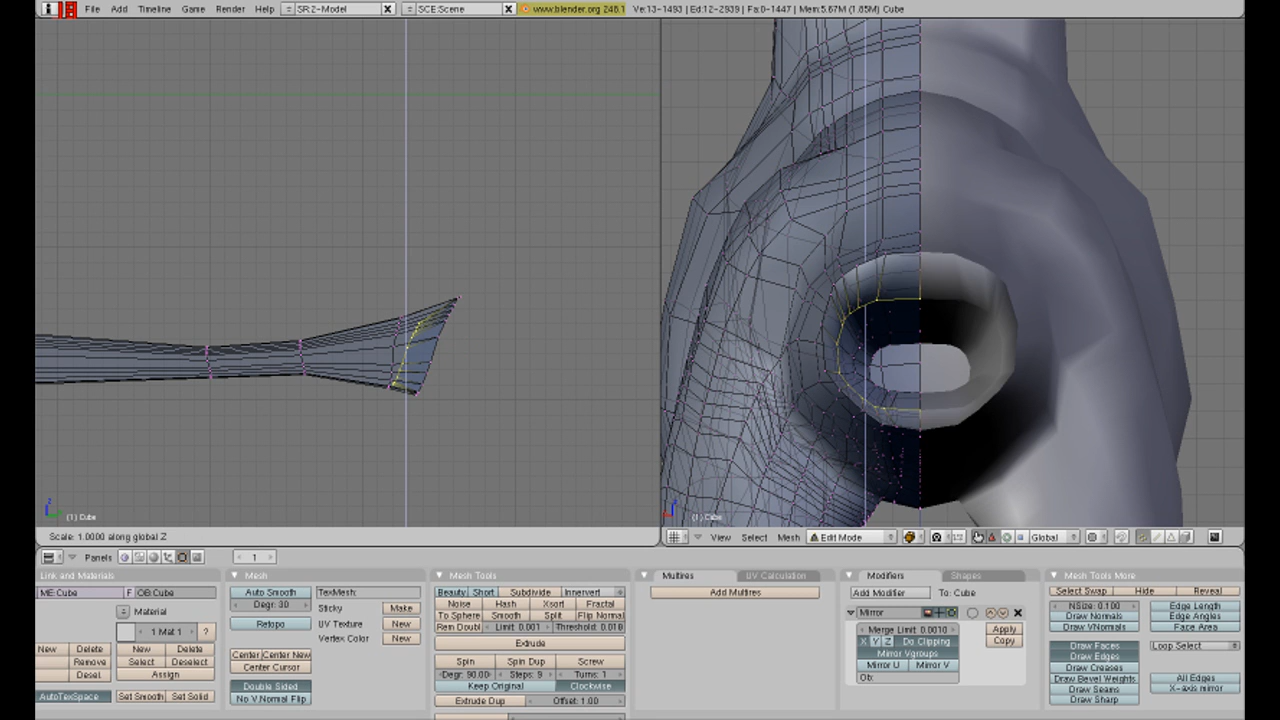 File Add Timeline Game Render Help SR:2-Model SCE:Scene www.blender.org 248.1 Ve:13-1493 | Ed:12-2939 | Fa:0-1447 | Mem:5.67M (1.85M) Cube
(1) Cube
(1) Cube
Scale: 1.0000 along global Z
View Select Mesh Edit Mode Global
Panels 1
Link and Materials
ME:Cube F OB:Cube
Material
1 Mat 1 ?
New Delete New Delete
Remove Select Deselect
Desel Assign
AutoTexSpace Set Smooth Set Solid
Mesh
Auto Smooth
Degr: 30
Retopo
Center Center New
Center Cursor
Double Sided
No V.Normal Flip
TexMesh:
Sticky Make
UV Texture New
Vertex Color New
Mesh Tools
Beauty Short Subdivide Innervert
Noise Hash Xsort Fractal
To Sphere Smooth Split Flip Normal
Rem Doubl Limit: 0.001 Threshold: 0.010
Extrude
Spin Spin Dup Screw
Degr: 90.00 Steps: 9 Turns: 1
Keep Original Clockwise
Extrude Dup Offset: 1.00
Multires UV Calculation
Add Multires
Modifiers Shapes
Add Modifier To: Cube
Mirror
Merge Limit: 0.0010 Apply
X Y Z Do Clipping Copy
Mirror Vgroups
Mirror U Mirror V
Ob:
Mesh Tools More
Select Swap Hide Reveal
NSize: 0.100
Draw Normals
Draw VNormals
Edge Length
Edge Angles
Face Area
Draw Faces
Draw Edges
Draw Creases
Draw Bevel Weights
Draw Seams
Draw Sharp
Loop Select
All Edges
X-axis mirror